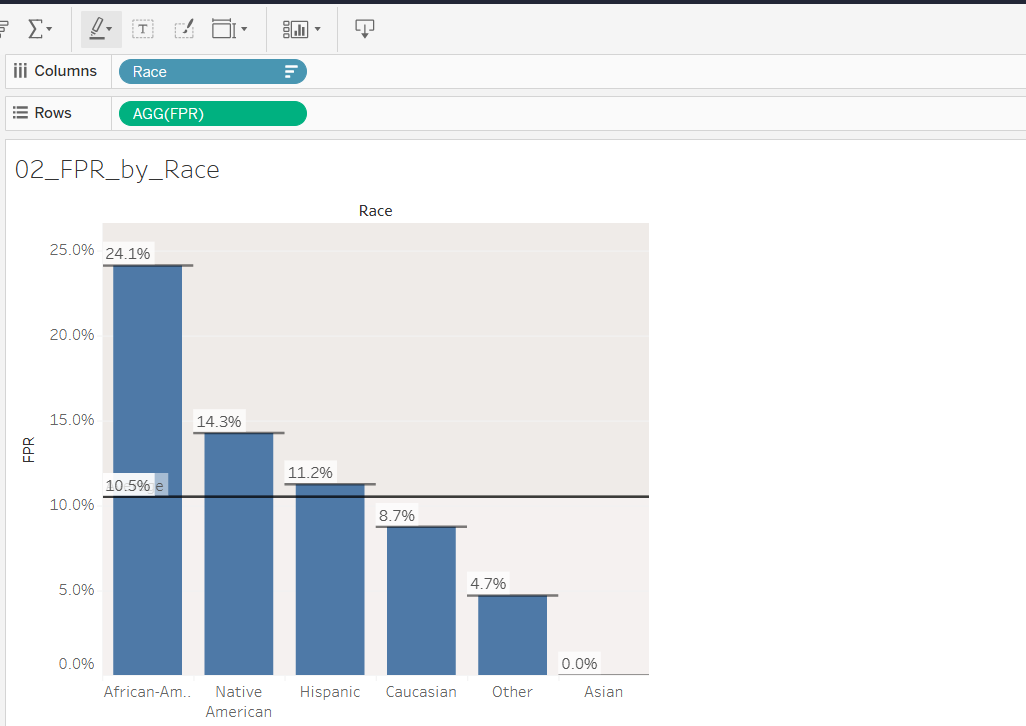 Columns
Race
Rows
AGG(FPR)
02_FPR_by_Race
Race
FPR
25.0%
20.0%
15.0%
10.0%
5.0%
0.0%
24.1%
14.3%
11.2%
10.5%
8.7%
4.7%
0.0%
African-Am..
Native American
Hispanic
Caucasian
Other
Asian